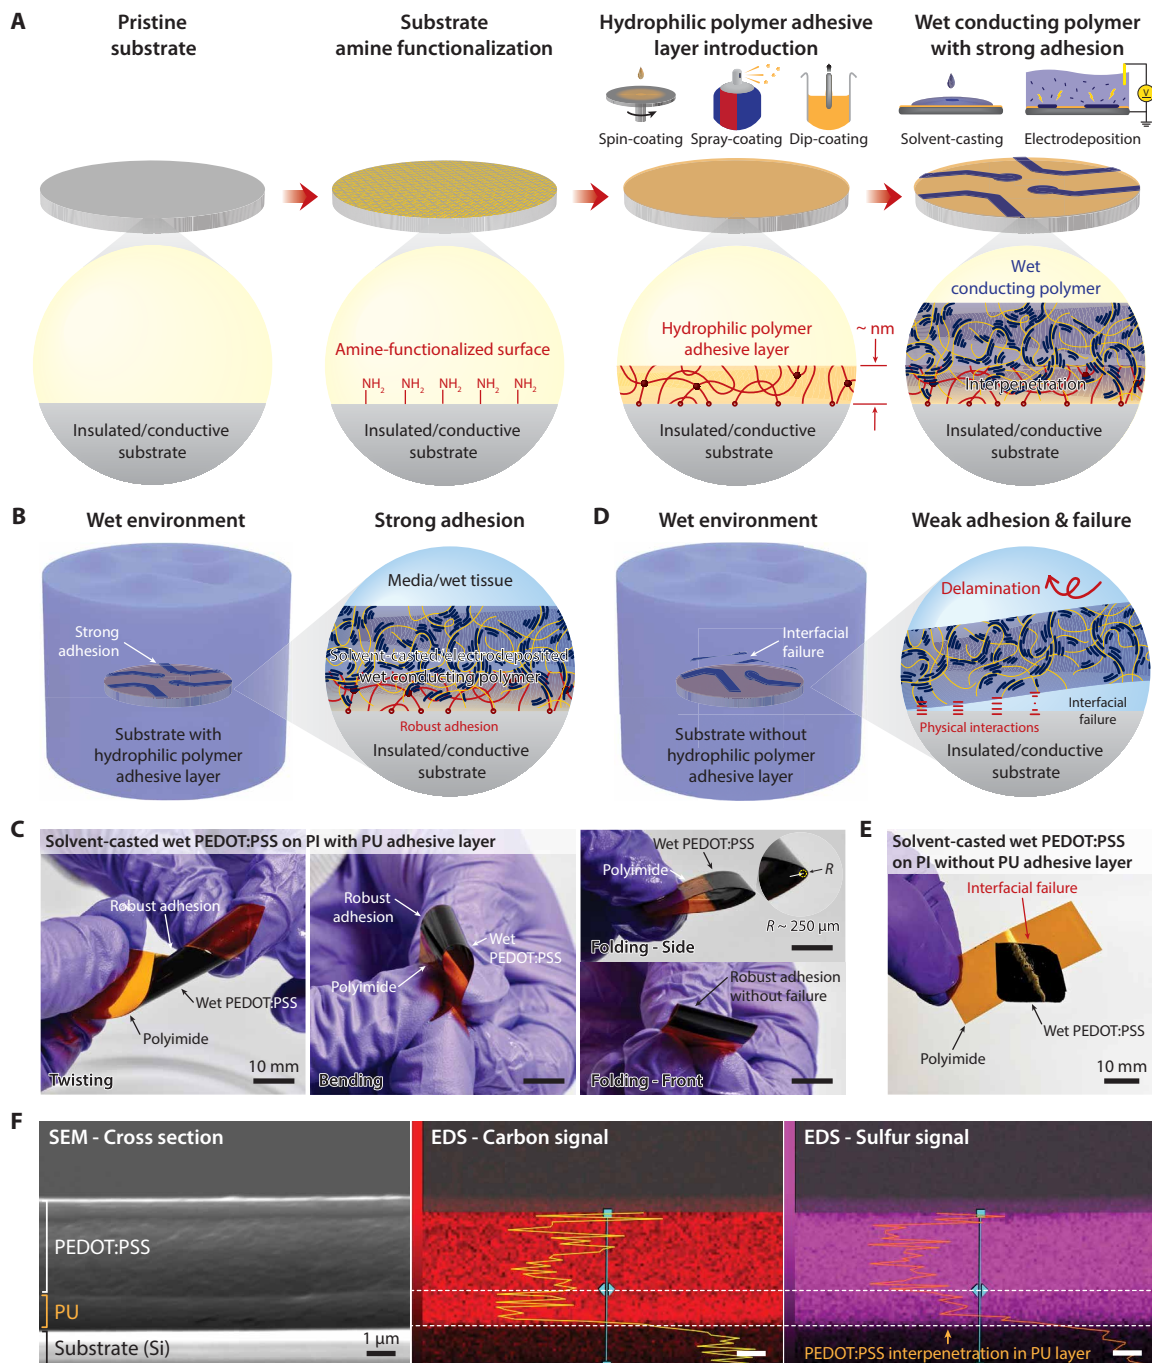 A
Pristine
substrate
Substrate
amine functionalization
Hydrophilic polymer adhesive
layer introduction
Wet conducting polymer
with strong adhesion
Spin-coating
Spray-coating
Dip-coating
Solvent-casting
Electrodeposition
V
Insulated/conductive
substrate
Amine-functionalized surface
NH2 NH2 NH2 NH2 NH2
Insulated/conductive
substrate
Hydrophilic polymer
adhesive layer
~ nm
Insulated/conductive
substrate
Wet
conducting polymer
Interpenetration
Insulated/conductive
substrate
B
Wet environment
Strong
adhesion
Substrate with
hydrophilic polymer
adhesive layer
Strong adhesion
Media/wet tissue
Solvent-casted/electrodeposited
wet conducting polymer
Robust adhesion
Insulated/conductive
substrate
D
Wet environment
Interfacial
failure
Substrate without
hydrophilic polymer
adhesive layer
Weak adhesion & failure
Delamination
Interfacial
failure
Physical interactions
Insulated/conductive
substrate
C
Solvent-casted wet PEDOT:PSS on PI with PU adhesive layer
Robust adhesion
Wet PEDOT:PSS
Polyimide
Twisting
10 mm
Robust
adhesion
Wet
PEDOT:PSS
Polyimide
Bending
Wet PEDOT:PSS
Polyimide
R
R ~ 250 μm
Folding - Side
Robust adhesion
without failure
Folding - Front
E
Solvent-casted wet PEDOT:PSS
on PI without PU adhesive layer
Interfacial failure
Wet PEDOT:PSS
Polyimide
10 mm
F
SEM - Cross section
PEDOT:PSS
PU
Substrate (Si)
1 μm
EDS - Carbon signal
EDS - Sulfur signal
PEDOT:PSS interpenetration in PU layer